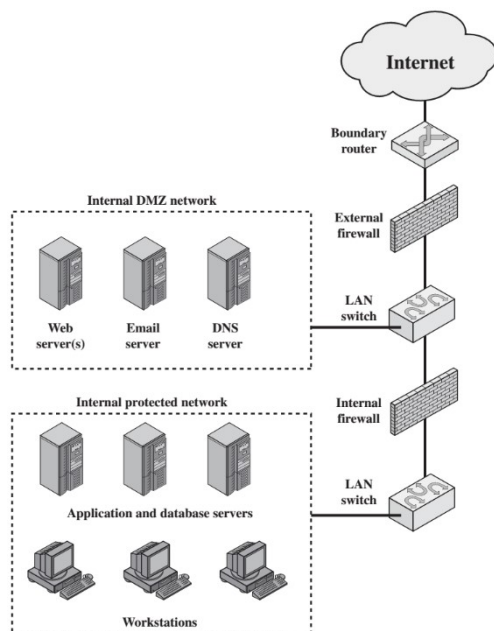 Internet
Boundary
router
Internal DMZ network
External
firewall
Web
server(s)
Email
server
DNS
server
LAN
switch
Internal
firewall
Internal protected network
LAN
switch
Application and database servers
Workstations